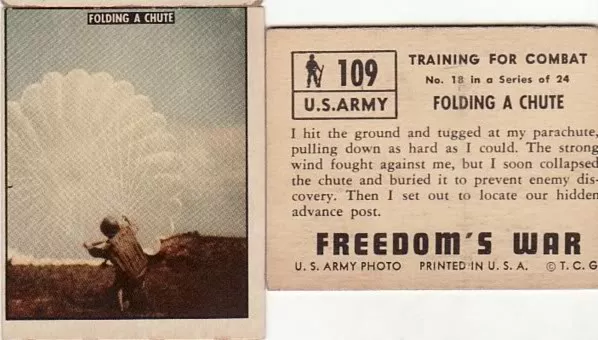 FOLDING A CHUTE
109
U.S.ARMY
TRAINING FOR COMBAT
No. 18 in a Series of 24
FOLDING A CHUTE
I hit the ground and tugged at my parachute,
pulling down as hard as I could. The strong
wind fought against me, but I soon collapsed
the chute and buried it to prevent enemy dis-
covery. Then I set out to locate our hidden
advance post.
FREEDOM'S WAR
U. S. ARMY PHOTO PRINTED IN U. S. A. © T. C. G